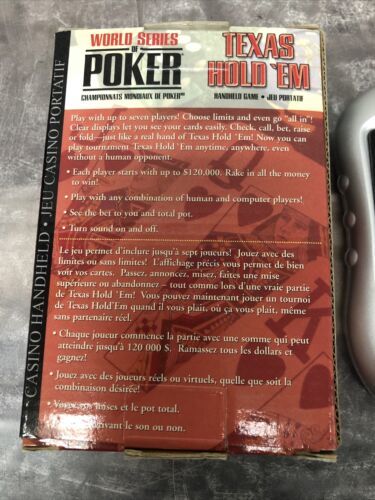 WORLD SERIES
OF
POKER
CHAMPIONNATS MONDIAUX DE POKER
TEXAS
HOLD 'EM
HANDHELD GAME • JEU PORTATIF
CASINO HANDHELD • JEU CASINO PORTATIF
Play with up to seven players! Choose limits and even go "all in"!
Clear displays let you see your cards easily. Check, call, bet, raise
or fold—just like a real hand of Texas Hold 'Em! Now you can
play tournament Texas Hold 'Em anytime, anywhere, even
without a human opponent.
• Each player starts with up to $120,000. Rake in all the money
to win!
• Play with any combination of human and computer players!
• See the bet to you and total pot.
• Turn sound on and off.
Le jeu permet d'inclure jusqu'à sept joueurs! Jouez avec des
limites ou sans limites! L'affichage précis vous permet de bien
voir vos cartes. Passez, annoncez, misez, faites une mise
supérieure ou abandonnez – tout comme lors d'une vraie partie
de Texas Hold 'Em! Vous pouvez maintenant jouer un tournoi
de Texas Hold'Em quand il vous plaît, où ça vous plaît, même
sans partenaire réel.
• Chaque joueur commence la partie avec une somme qui peut
atteindre jusqu'à 120 000 $. Ramassez tous les dollars et
gagnez!
• Jouez avec des joueurs réels ou virtuels, quelle que soit la
combinaison désirée!
et le pot total.
le son ou non.